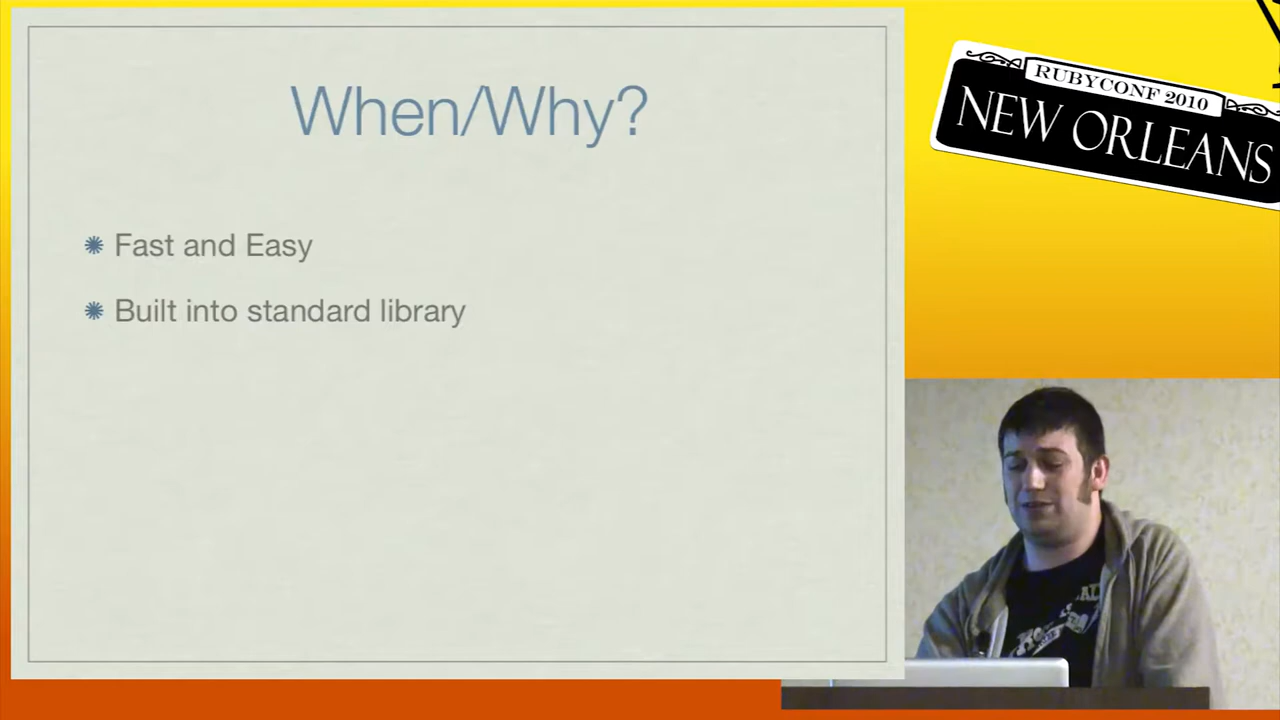 When/Why?
Fast and Easy
Built into standard library
RUBYCONF 2010
NEW ORLEANS